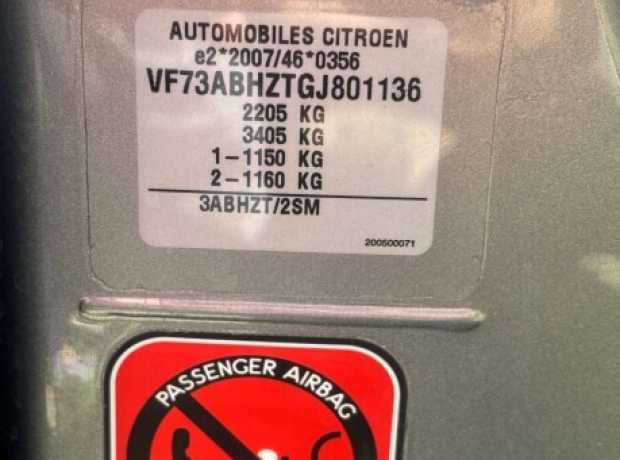 AUTOMOBILES CITROEN
e2*2007/46*0356
VF73ABHZTGJ801136
2205 KG
3405 KG
1-1150 KG
2-1160 KG
3ABHZT/2SM
200500071
PASSENGER AIRBAG